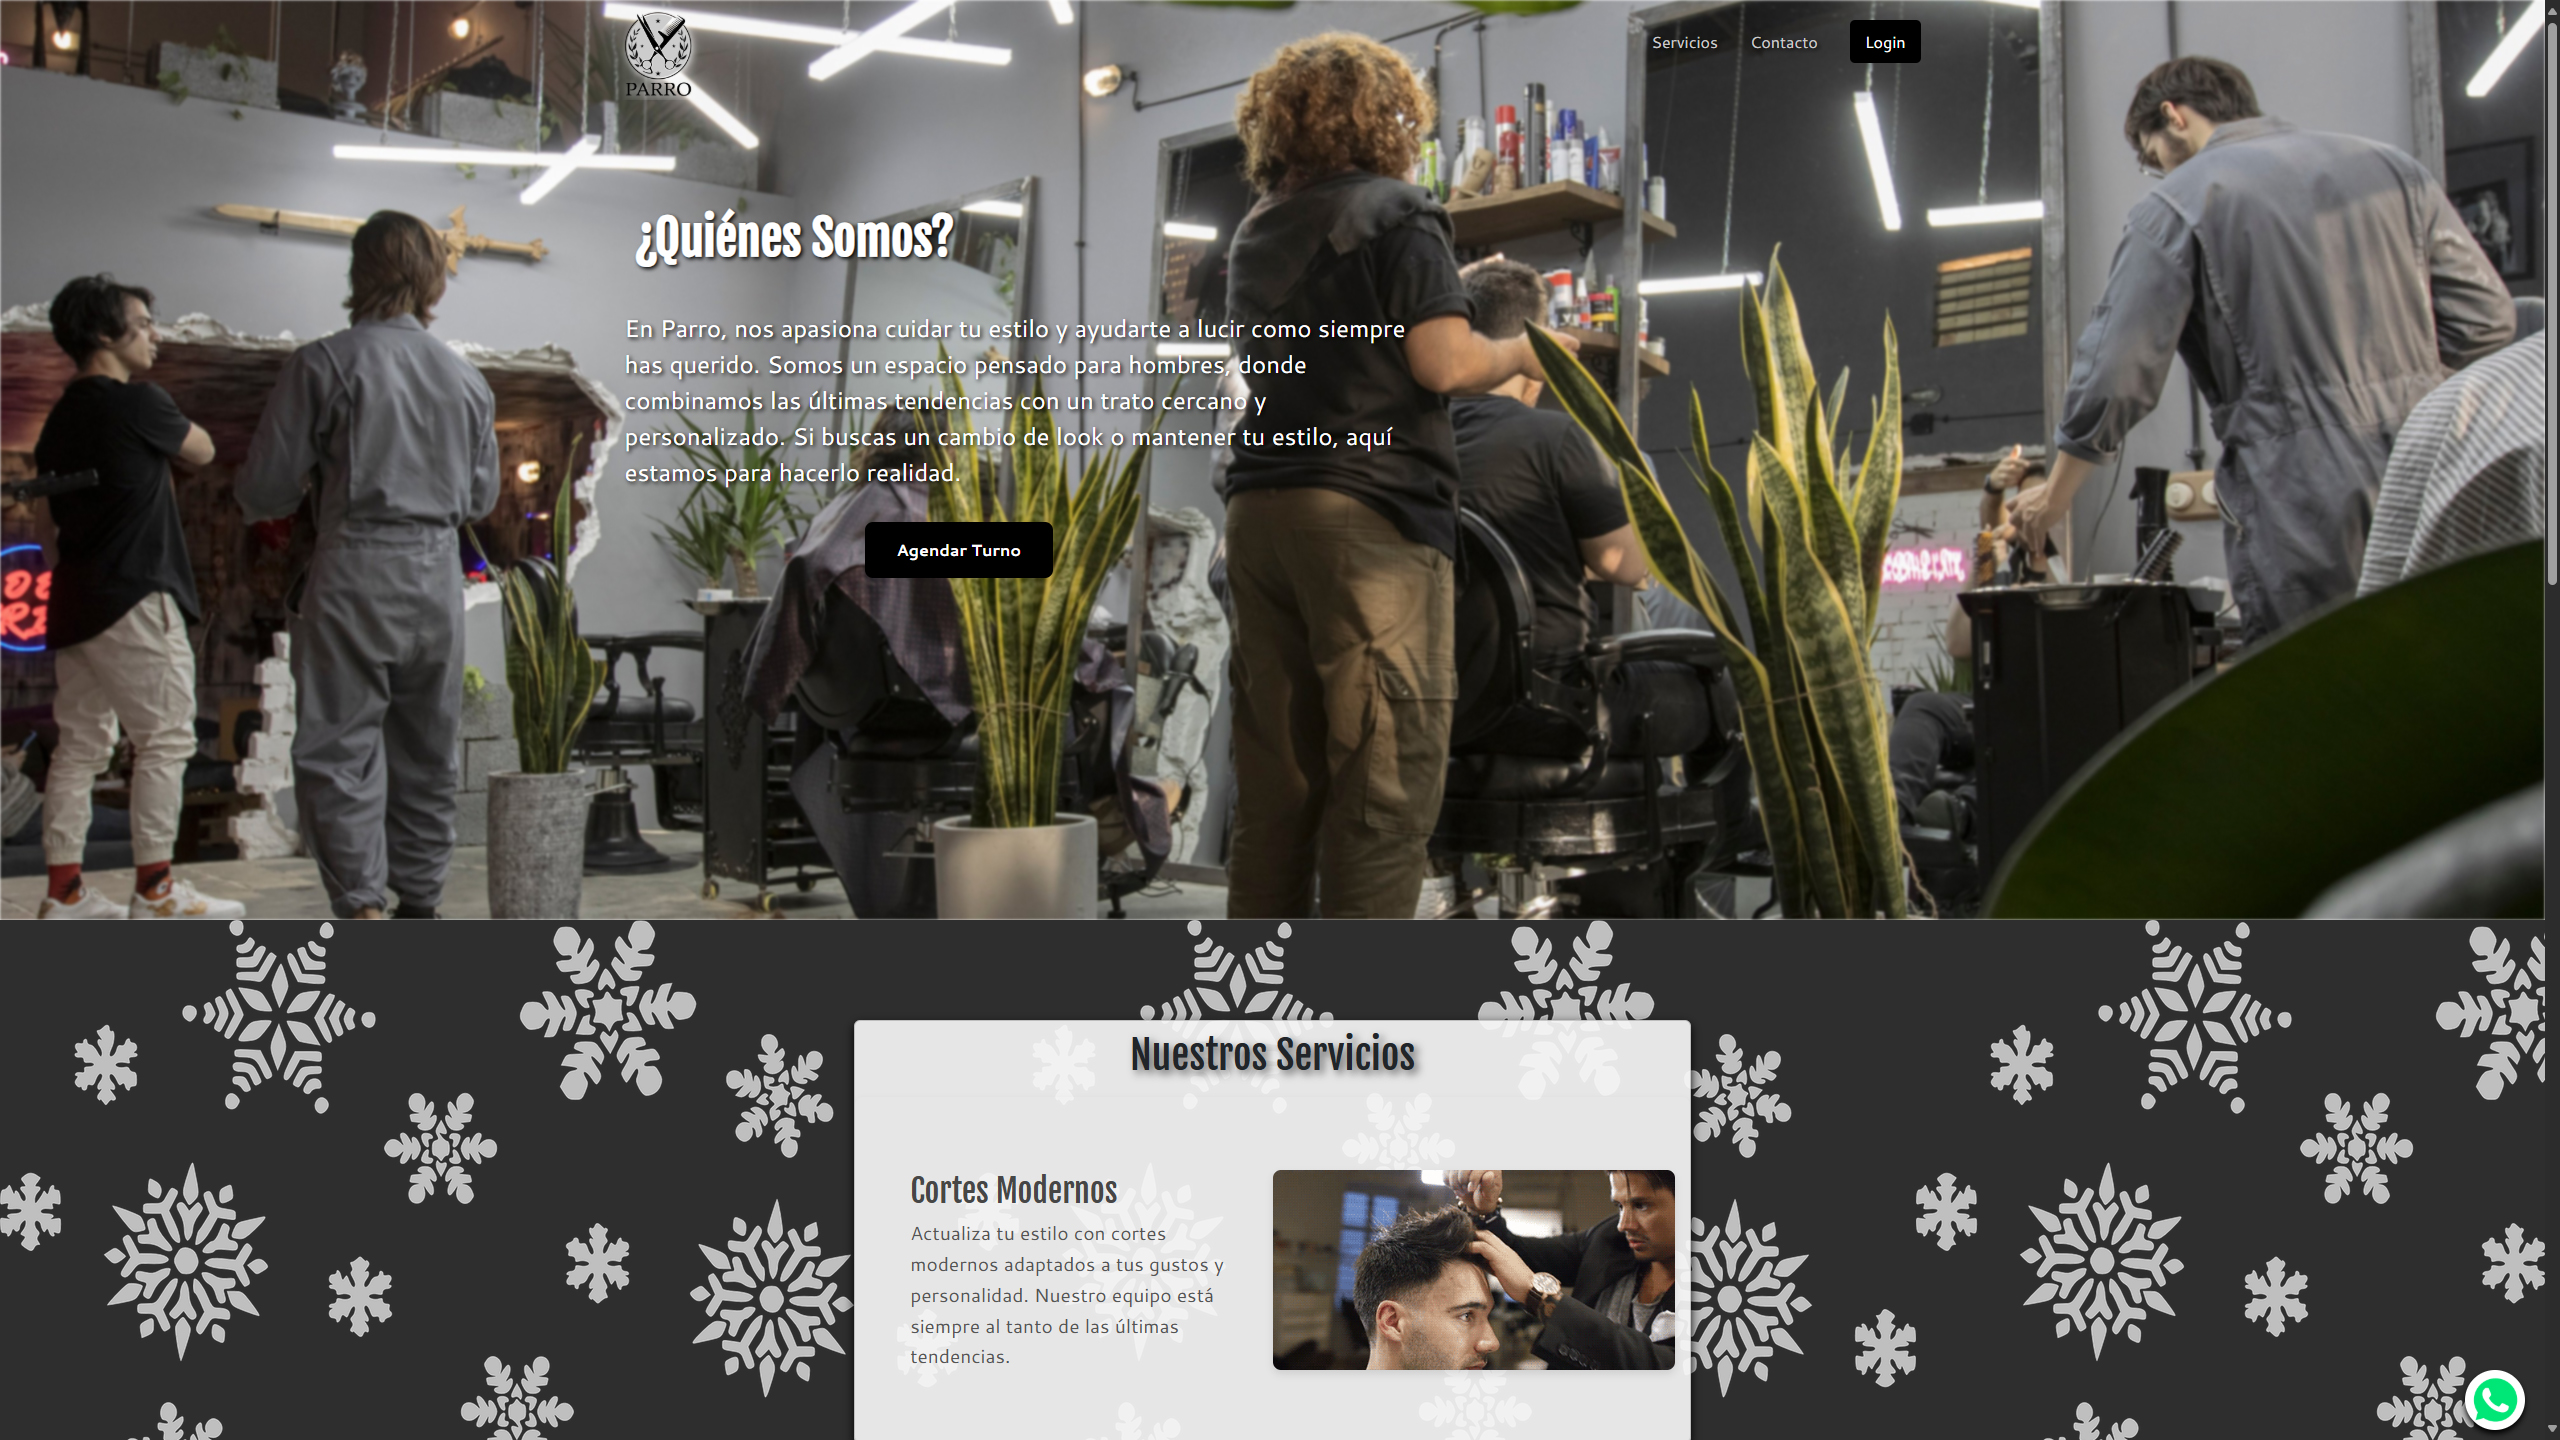 PARRO
Servicios
Contacto
Login
¿Quiénes Somos?
En Parro, nos apasiona cuidar tu estilo y ayudarte a lucir como siempre
has querido. Somos un espacio pensado para hombres, donde
combinamos las últimas tendencias con un trato cercano y
personalizado. Si buscas un cambio de look o mantener tu estilo, aquí
estamos para hacerlo realidad.
Agendar Turno
Nuestros Servicios
Cortes Modernos
Actualiza tu estilo con cortes
modernos adaptados a tus gustos y
personalidad. Nuestro equipo está
siempre al tanto de las últimas
tendencias.